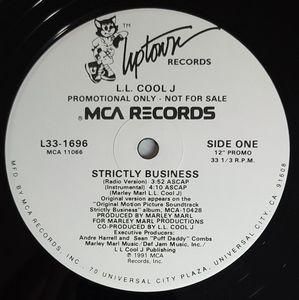 Uptown
TM
RECORDS
L.L. COOL J
PROMOTIONAL ONLY - NOT FOR SALE
® MCA RECORDS
L33-1696
MCA 11066
SIDE ONE
12" PROMO
33 1/3 R.P.M.
STRICTLY BUSINESS
(Radio Version) 3:52 ASCAP
(Instrumental) 4:10 ASCAP
(Marley Marl L.L. Cool J)
Original version appears on the
"Original Motion Picture Soundtrack
Strictly Business" album, MCA-10428
PRODUCED BY MARLEY MARL
FOR MARLEY MARL PRODUCTIONS
CO-PRODUCED BY L.L. COOL J
Executive Producers:
Andre Harrell and Sean "Puff Daddy" Combs
Marley Marl Music/ Def Jam Music, Inc./
L.L Cool J Publishing
℗ 1991 MCA
Records, Inc.
MFD BY MCA RECORDS, INC. · 70 UNIVERSAL CITY PLAZA, UNIVERSAL CITY, CA 91608